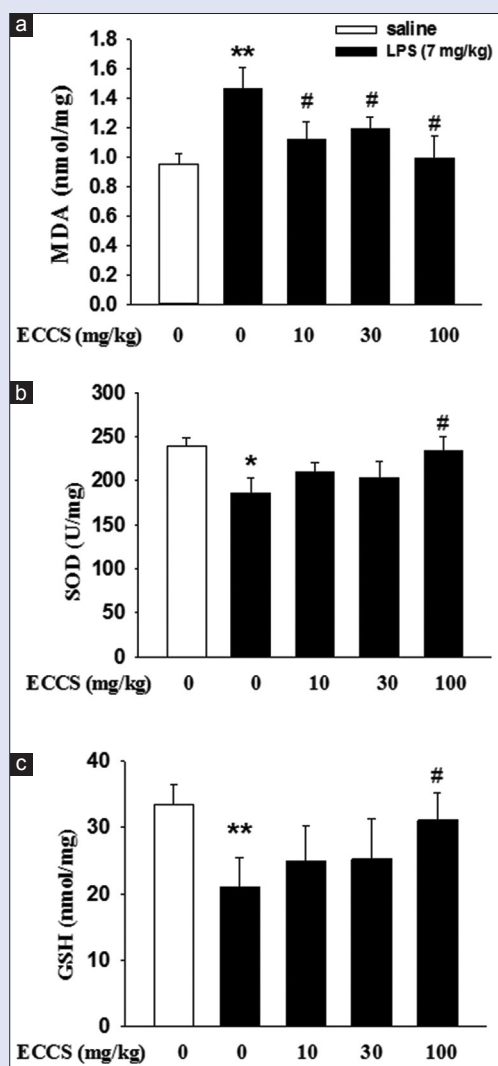 a
saline
LPS (7 mg/kg)
MDA (nmol/mg)
1.8
1.6
1.4
1.2
1.0
0.8
0.6
0.4
0.2
0.0
**
#
#
#
ECCS (mg/kg) 0 0 10 30 100
b
SOD (U/mg)
300
250
200
150
100
50
0
*
#
ECCS (mg/kg) 0 0 10 30 100
c
GSH (nmol/mg)
40
30
20
10
0
**
#
ECCS (mg/kg) 0 0 10 30 100